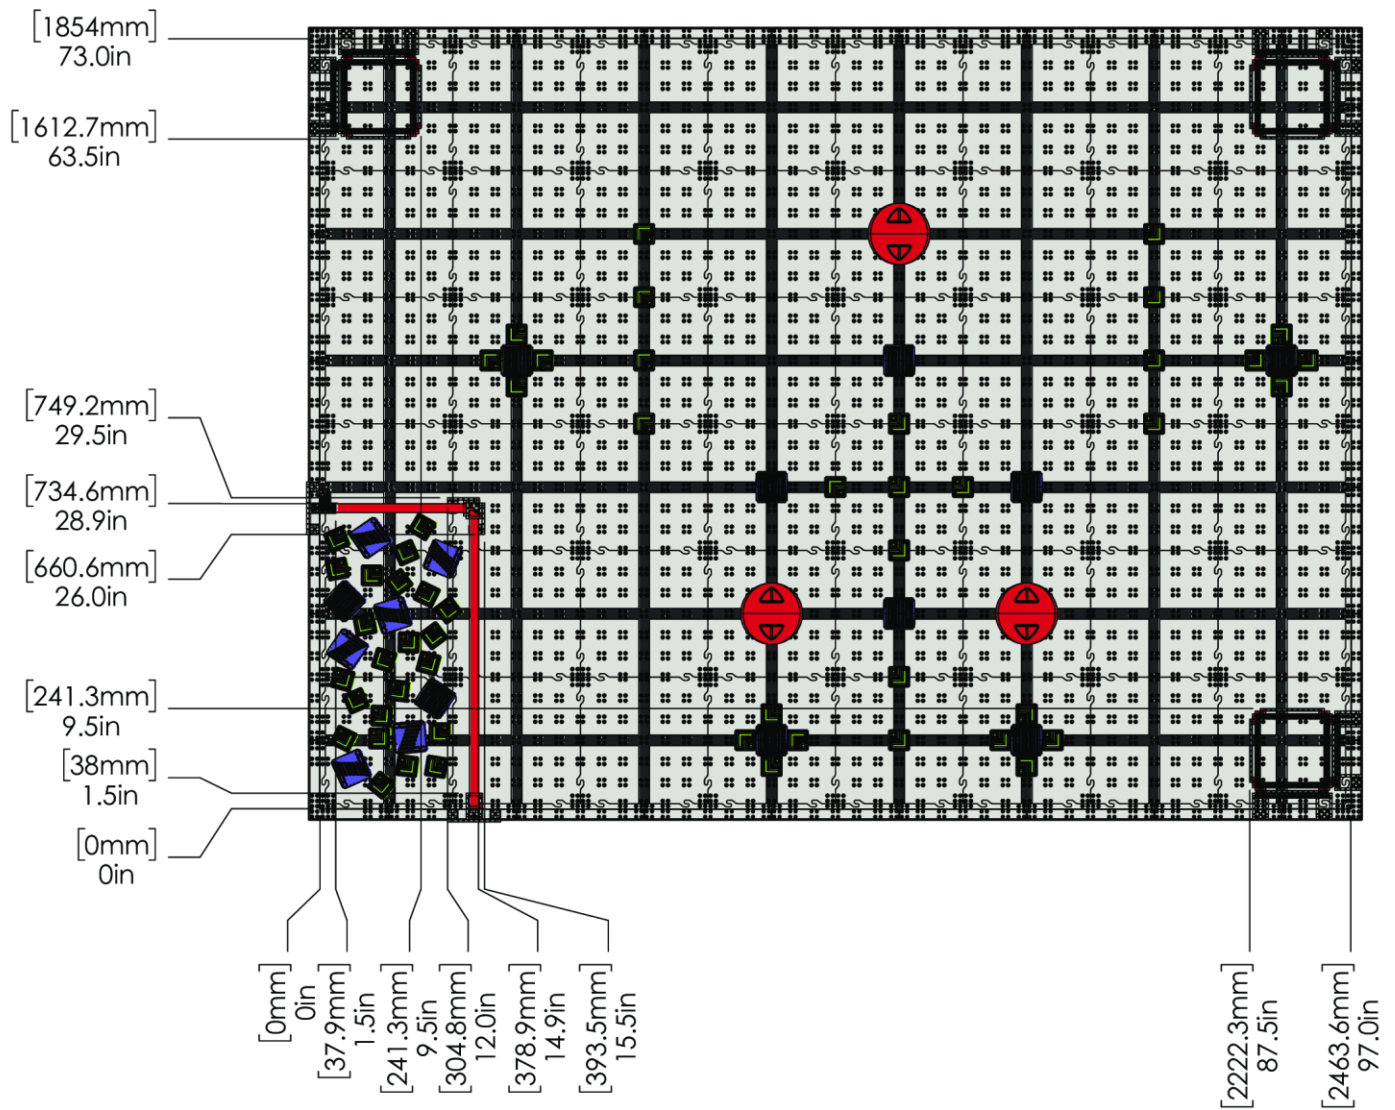 [1854mm]
73.0in
[1612.7mm]
63.5in
[749.2mm]
29.5in
[734.6mm]
28.9in
[660.6mm]
26.0in
[241.3mm]
9.5in
[38mm]
1.5in
[0mm]
0in
[0mm]
0in
[37.9mm]
1.5in
[241.3mm]
9.5in
[304.8mm]
12.0in
[378.9mm]
14.9in
[393.5mm]
15.5in
[2222.3mm]
87.5in
[2463.6mm]
97.0in